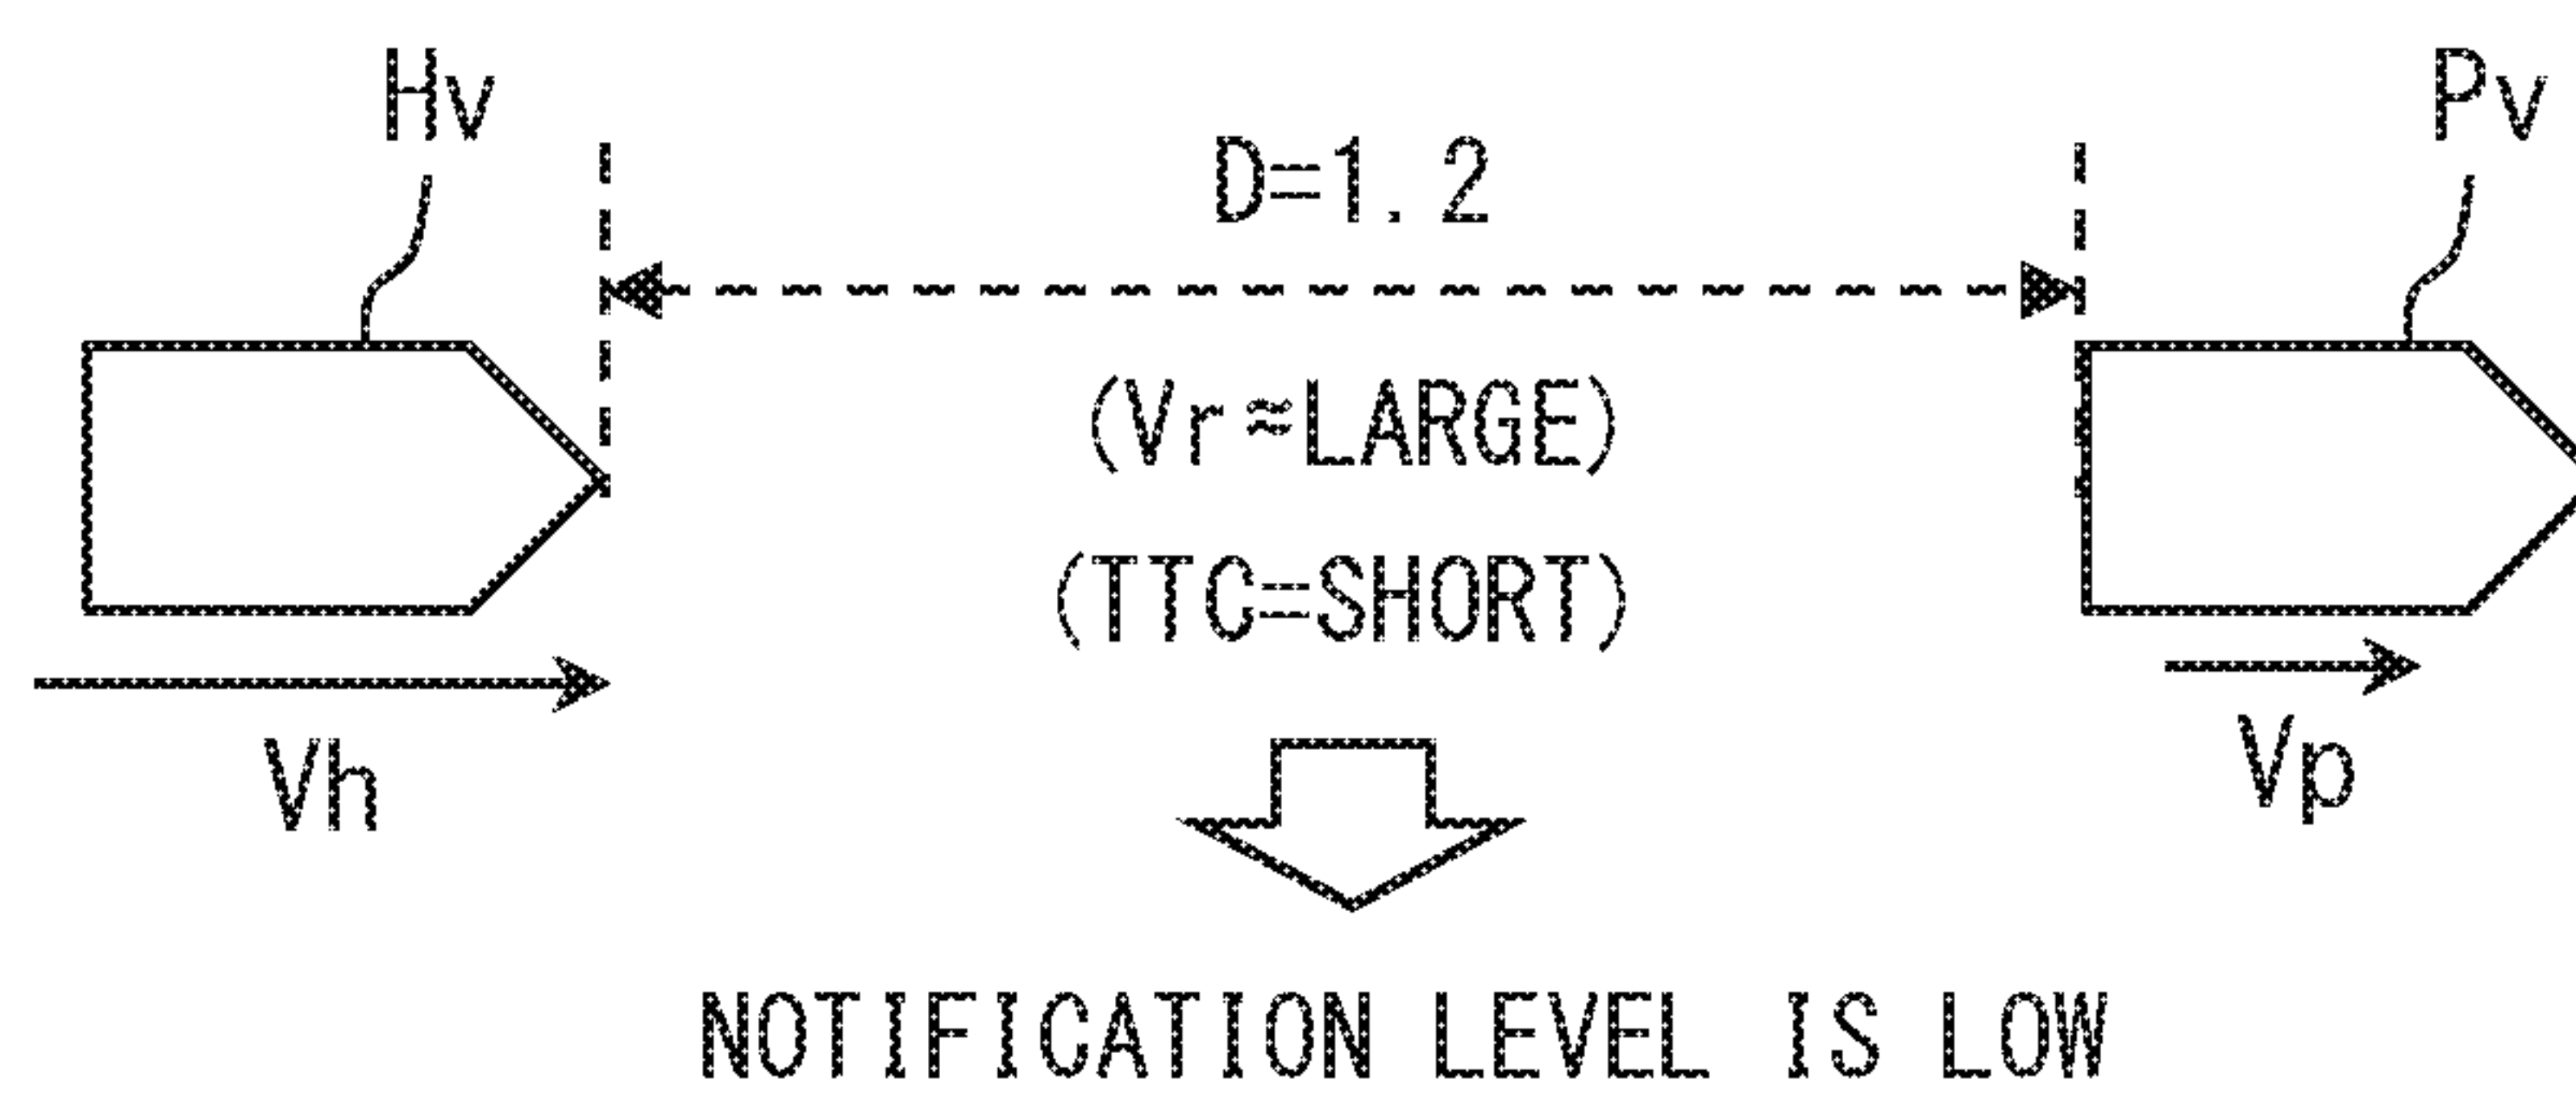 Hv
Pv
D=1.2
(Vr≈LARGE)
(TTC=SHORT)
Vh
Vp
NOTIFICATION LEVEL IS LOW